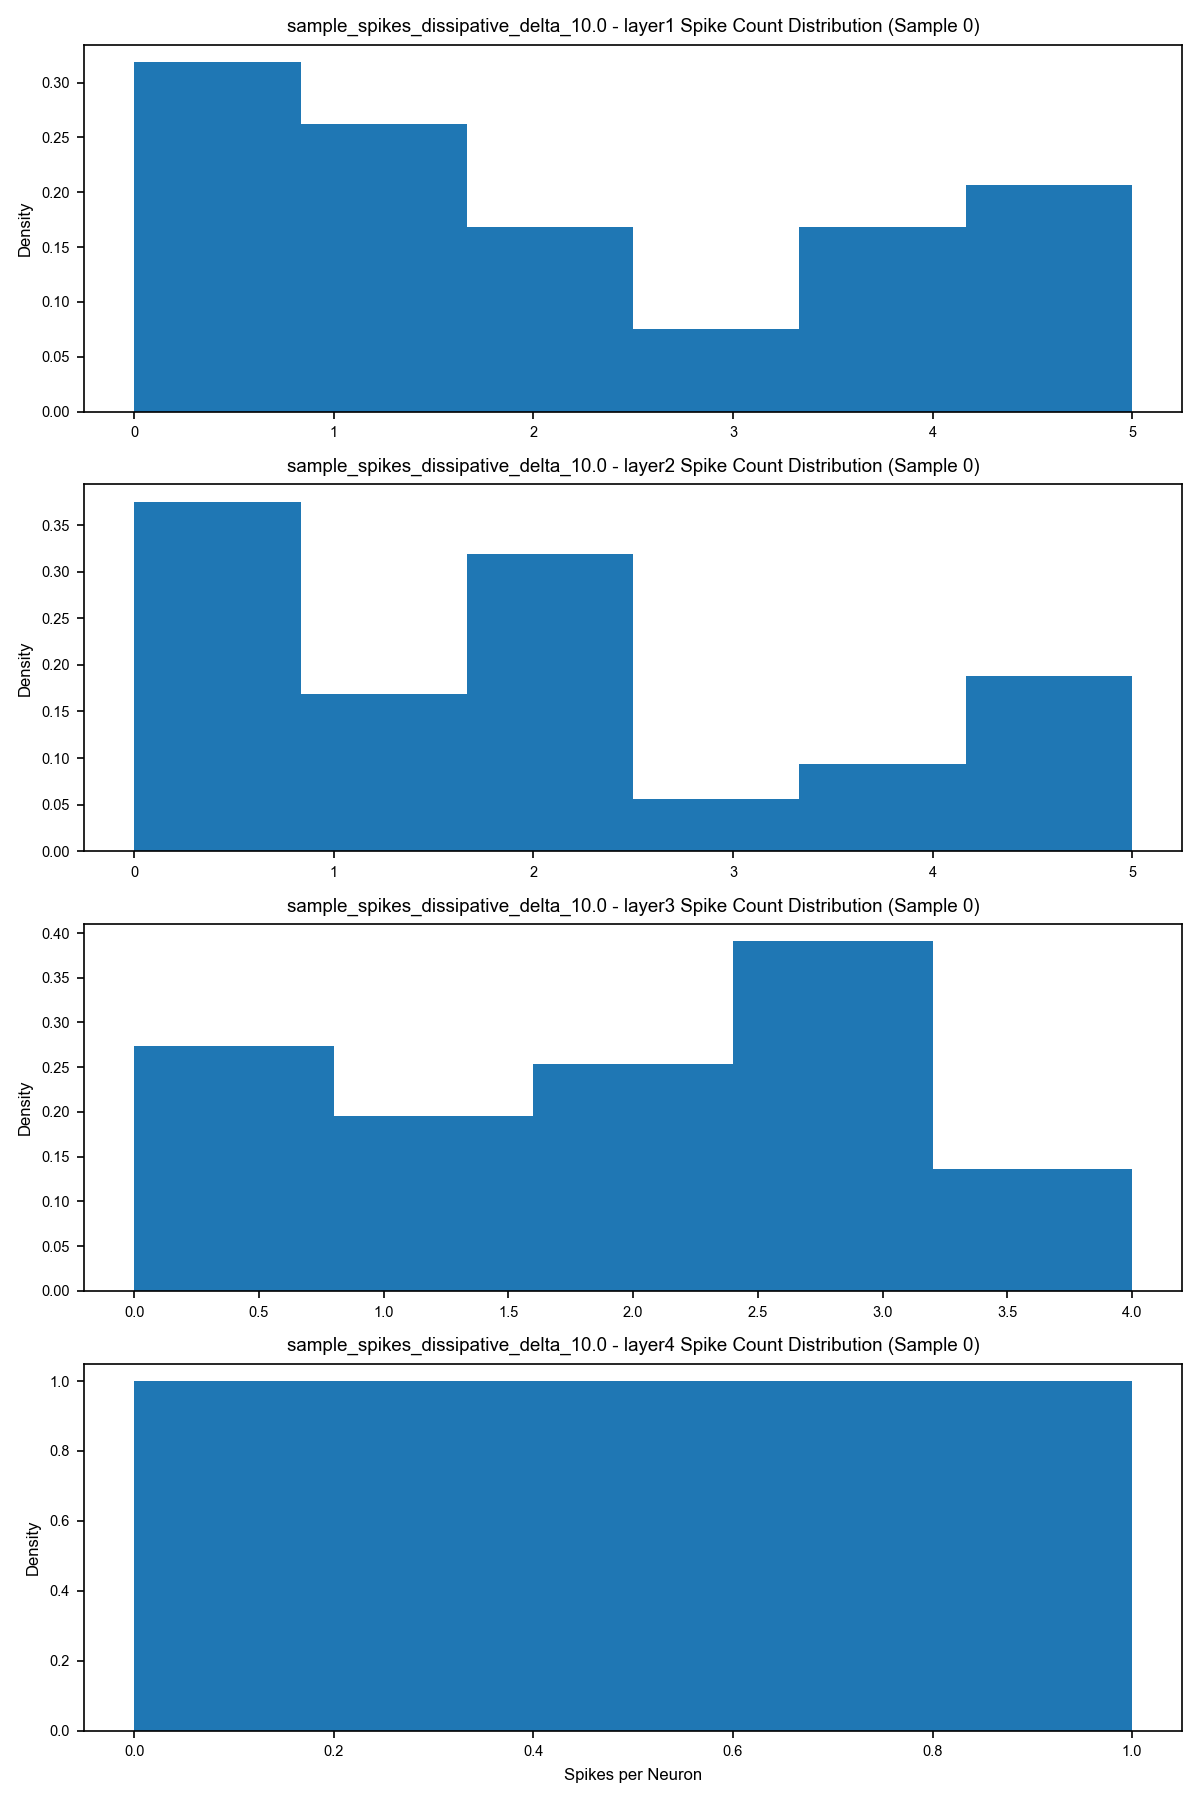 sample_spikes_dissipative_delta_10.0 - layer1 Spike Count Distribution (Sample 0)
Density
0.30
0.25
0.20
0.15
0.10
0.05
0.00
0 1 2 3 4 5
sample_spikes_dissipative_delta_10.0 - layer2 Spike Count Distribution (Sample 0)
Density
0.35
0.30
0.25
0.20
0.15
0.10
0.05
0.00
0 1 2 3 4 5
sample_spikes_dissipative_delta_10.0 - layer3 Spike Count Distribution (Sample 0)
Density
0.40
0.35
0.30
0.25
0.20
0.15
0.10
0.05
0.00
0.0 0.5 1.0 1.5 2.0 2.5 3.0 3.5 4.0
sample_spikes_dissipative_delta_10.0 - layer4 Spike Count Distribution (Sample 0)
Density
1.0
0.8
0.6
0.4
0.2
0.0
0.0 0.2 0.4 0.6 0.8 1.0
Spikes per Neuron